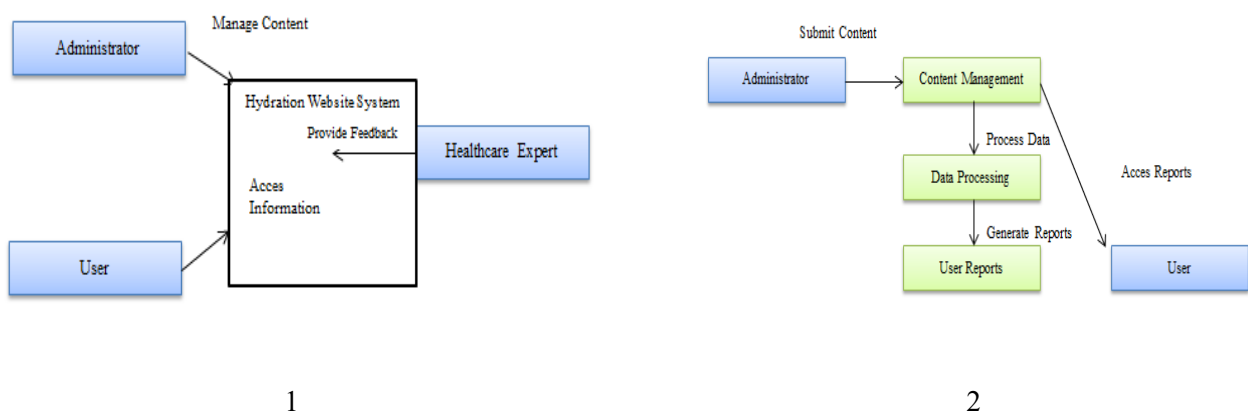 Manage Content
Administrator
Hydration Website System
Provide Feedback
Healthcare Expert
Acces
Information
User
1
Submit Content
Administrator
Content Management
Process Data
Data Processing
Acces Reports
Generate Reports
User Reports
User
2